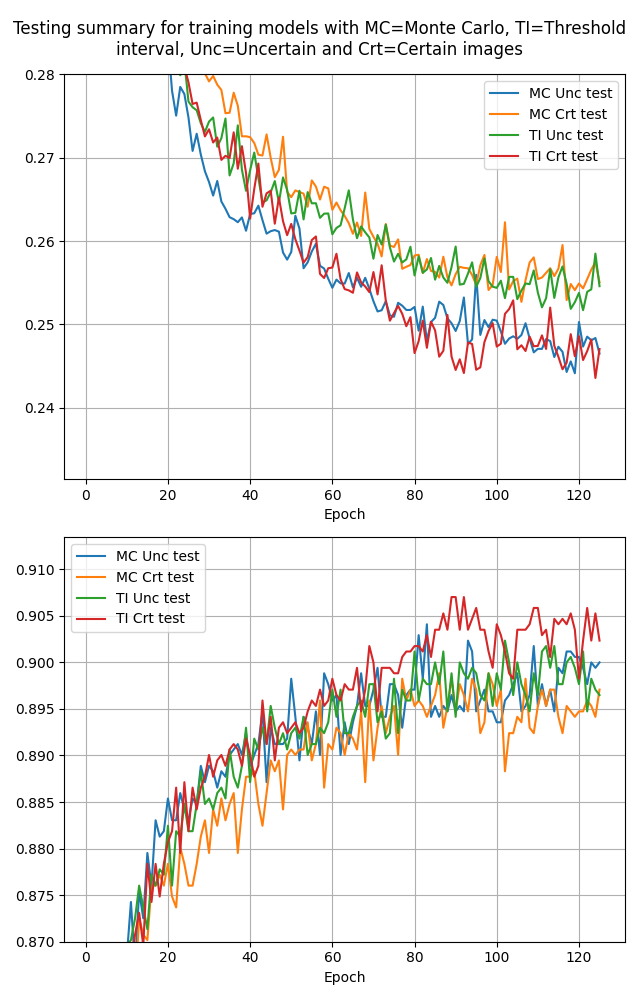 Testing summary for training models with MC=Monte Carlo, TI=Threshold
interval, Unc=Uncertain and Crt=Certain images
0.28
0.27
0.26
0.25
0.24
MC Unc test
MC Crt test
TI Unc test
TI Crt test
0 20 40 60 80 100 120
Epoch
0.910
0.905
0.900
0.895
0.890
0.885
0.880
0.875
0.870
MC Unc test
MC Crt test
TI Unc test
TI Crt test
0 20 40 60 80 100 120
Epoch